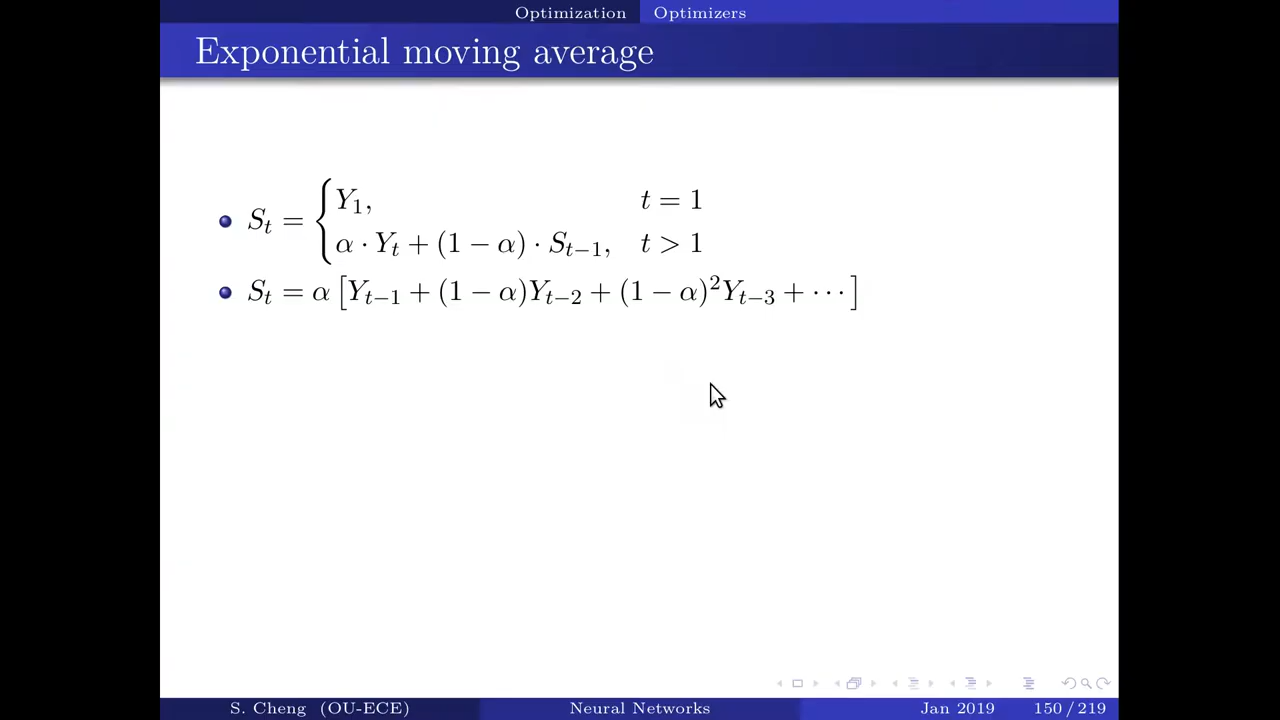 Optimization Optimizers
Exponential moving average
S_t = { Y_1, t = 1
α · Y_t + (1 − α) · S_{t−1}, t > 1
S_t = α [Y_{t−1} + (1 − α)Y_{t−2} + (1 − α)^2 Y_{t−3} + ···]
S. Cheng (OU-ECE) Neural Networks Jan 2019 150 / 219